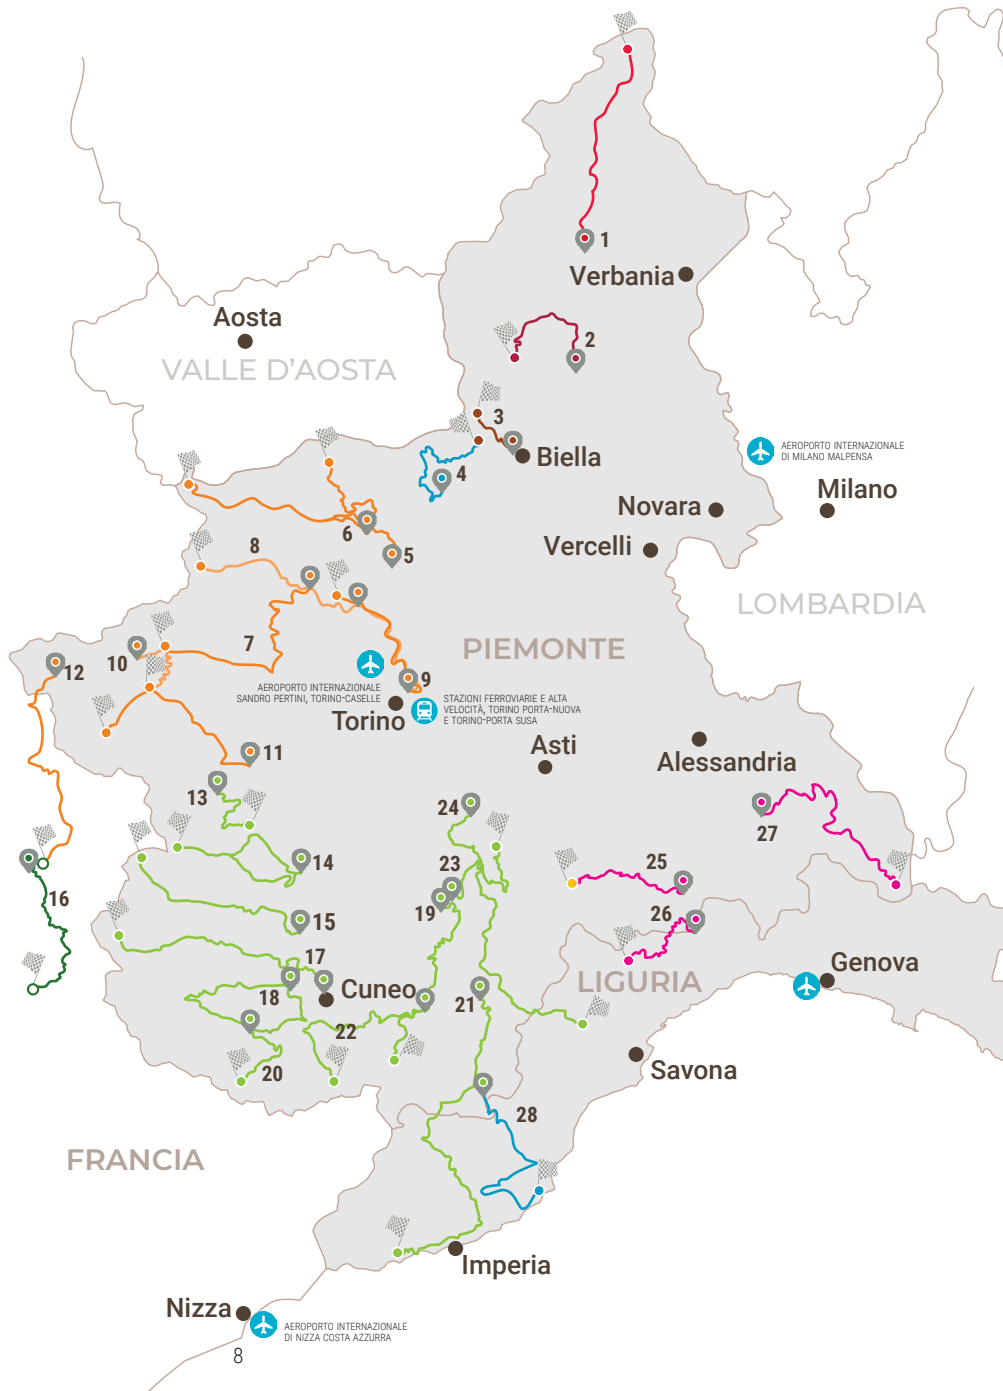 1
Verbania
Aosta
VALLE D'AOSTA
2
3
Biella
AEROPORTO INTERNAZIONALE
DI MILANO MALPENSA
4
Milano
Novara
6
5
Vercelli
8
LOMBARDIA
7
PIEMONTE
10
12
9
AEROPORTO INTERNAZIONALE
SANDRO PERTINI, TORINO-CASELLE
STAZIONI FERROVIARIE E ALTA
VELOCITÀ, TORINO PORTA-NUOVA
E TORINO-PORTA SUSA
Torino
Asti
11
Alessandria
13
24
27
14
23
25
16
19
15
26
17
LIGURIA
Genova
18
Cuneo
21
22
20
Savona
28
FRANCIA
Imperia
Nizza
AEROPORTO INTERNAZIONALE
DI NIZZA COSTA AZZURRA
8